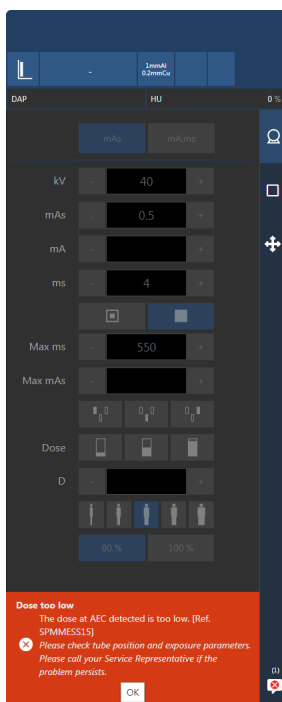 -
1mmAl
0.2mmCu
DAP HU 0 %
mAs mA.ms
kV - 40 +
mAs - 0.5 +
mA - +
ms - 4 +
Max ms - 550 +
Max mAs - +
Dose
D - +
80 % 100 %
Dose too low
The dose at AEC detected is too low. [Ref.
SPMMESS15]
Please check tube position and exposure parameters.
Please call your Service Representative if the
problem persists.
(1)
OK